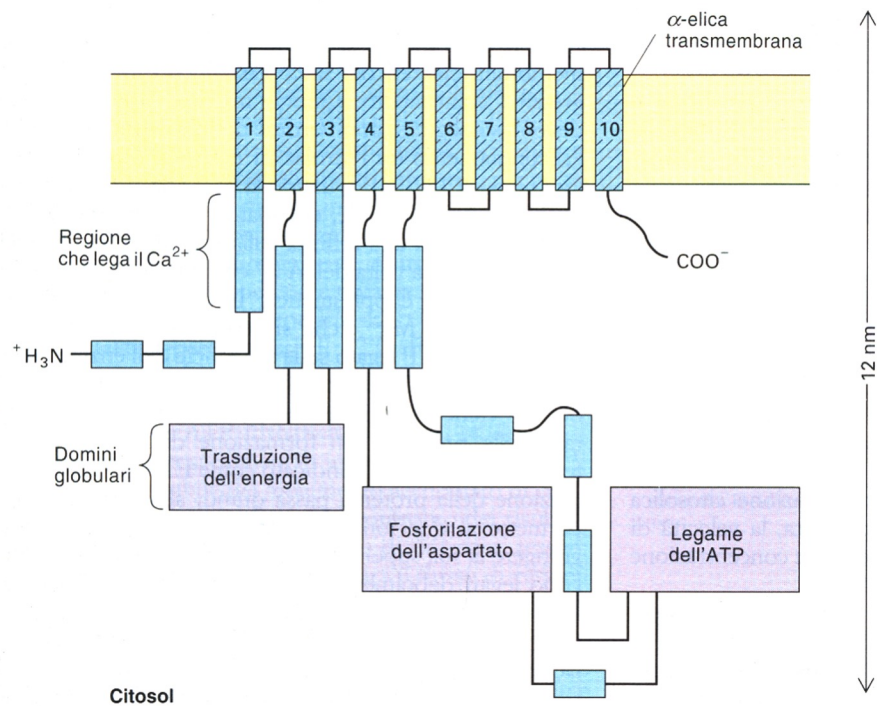 α-elica
transmembrana
1 2 3 4 5 6 7 8 9 10
Regione
che lega il Ca²⁺
COO⁻
⁺H₃N
12 nm
Domini
globulari
Trasduzione
dell'energia
Fosforilazione
dell'aspartato
Legame
dell'ATP
Citosol